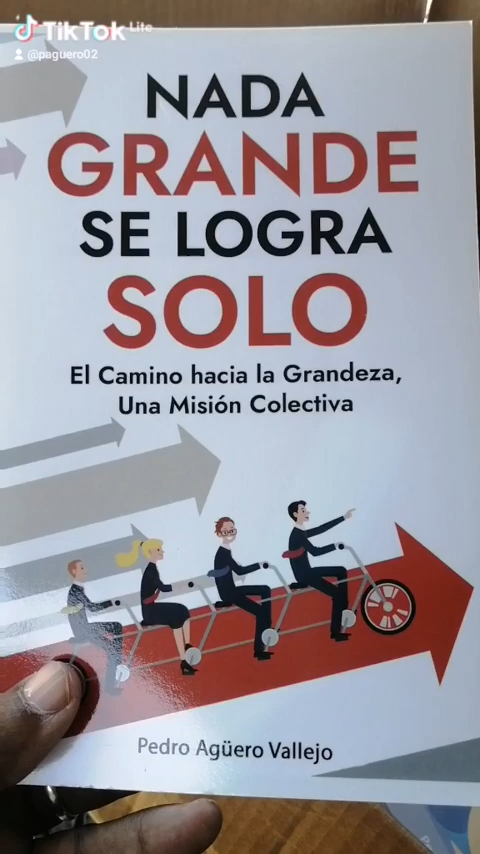 TikTok Lite
@paguero02
NADA
GRANDE
SE LOGRA
SOLO
El Camino hacia la Grandeza,
Una Misión Colectiva
Pedro Agüero Vallejo